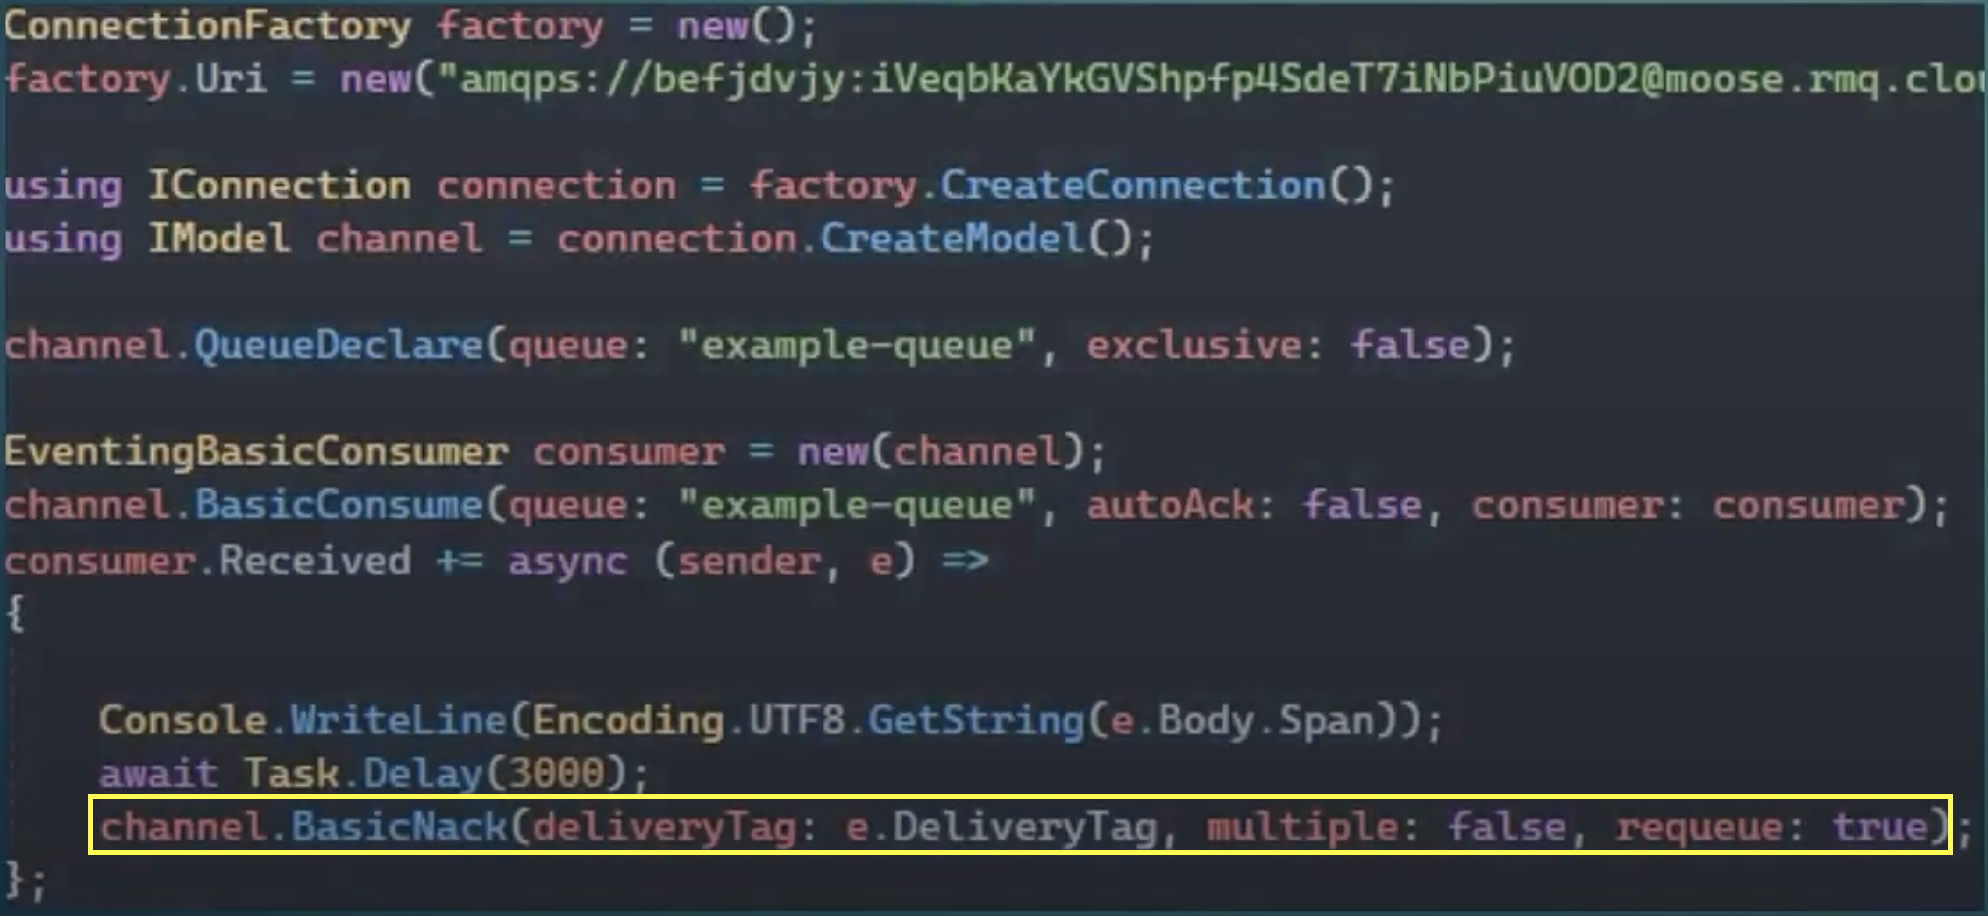 ConnectionFactory factory = new();
factory.Uri = new("amqps://befjdvjy:iVeqbKaYkGVShpfp4SdeT7iNbPiuVOD2@moose.rmq.clou
using IConnection connection = factory.CreateConnection();
using IModel channel = connection.CreateModel();
channel.QueueDeclare(queue: "example-queue", exclusive: false);
EventingBasicConsumer consumer = new(channel);
channel.BasicConsume(queue: "example-queue", autoAck: false, consumer: consumer);
consumer.Received += async (sender, e) =>
{
Console.WriteLine(Encoding.UTF8.GetString(e.Body.Span));
await Task.Delay(3000);
channel.BasicNack(deliveryTag: e.DeliveryTag, multiple: false, requeue: true);
};